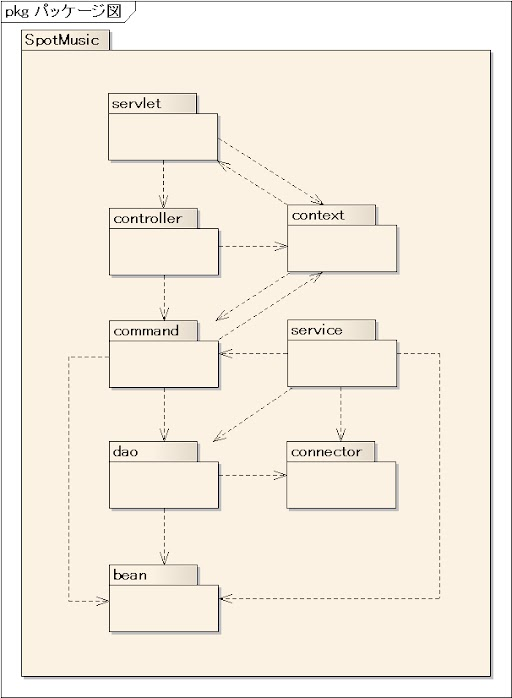 pkg パッケージ図
SpotMusic
servlet
controller
context
command
service
dao
connector
bean